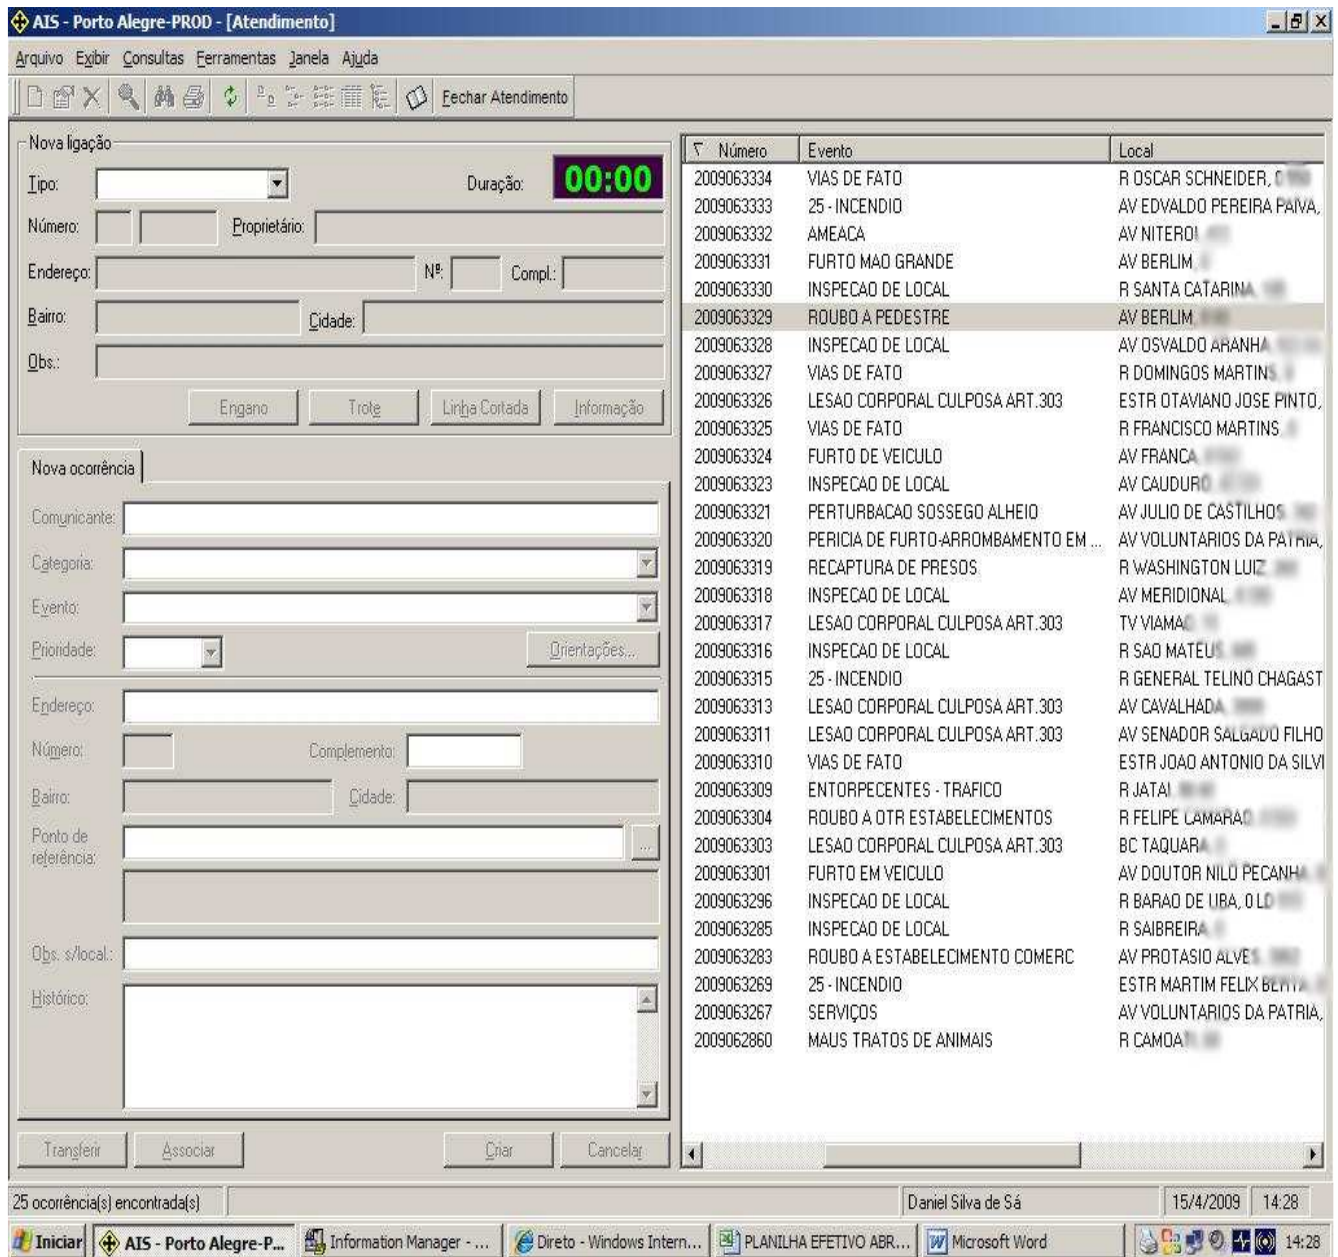 AIS - Porto Alegre-PROD - [Atendimento]
Arquivo Exibir Consultas Ferramentas Janela Ajuda
Fechar Atendimento
Nova ligação
Tipo:
Duração: 00:00
Número: Proprietário:
Endereço: Nº: Compl.:
Bairro: Cidade:
Obs.:
Engano Trote Linha Cortada Informação
Nova ocorrência
Comunicante:
Categoria:
Evento:
Prioridade: Orientações...
Endereço:
Número: Complemento:
Bairro: Cidade:
Ponto de
referência: ...
Obs. s/local.:
Histórico:
Transferir Associar Criar Cancelar
Número Evento Local
2009063334 VIAS DE FATO R OSCAR SCHNEIDER,
2009063333 25 - INCENDIO AV EDVALDO PEREIRA PAIVA,
2009063332 AMEACA AV NITEROI
2009063331 FURTO MAO GRANDE AV BERLIM
2009063330 INSPECAO DE LOCAL R SANTA CATARINA
2009063329 ROUBO A PEDESTRE AV BERLIM
2009063328 INSPECAO DE LOCAL AV OSVALDO ARANHA
2009063327 VIAS DE FATO R DOMINGOS MARTINS
2009063326 LESAO CORPORAL CULPOSA ART.303 ESTR OTAVIANO JOSE PINTO,
2009063325 VIAS DE FATO R FRANCISCO MARTINS
2009063324 FURTO DE VEICULO AV FRANCA
2009063323 INSPECAO DE LOCAL AV CAUDURO
2009063321 PERTURBACAO SOSSEGO ALHEIO AV JULIO DE CASTILHOS
2009063320 PERICIA DE FURTO-ARROMBAMENTO EM ... AV VOLUNTARIOS DA PATRIA,
2009063319 RECAPTURA DE PRESOS R WASHINGTON LUIZ
2009063318 INSPECAO DE LOCAL AV MERIDIONAL
2009063317 LESAO CORPORAL CULPOSA ART.303 TV VIAMAO
2009063316 INSPECAO DE LOCAL R SAO MATEUS
2009063315 25 - INCENDIO R GENERAL TELINO CHAGAST
2009063313 LESAO CORPORAL CULPOSA ART.303 AV CAVALHADA
2009063311 LESAO CORPORAL CULPOSA ART.303 AV SENADOR SALGADO FILHO
2009063310 VIAS DE FATO ESTR JOAO ANTONIO DA SILVI
2009063309 ENTORPECENTES - TRAFICO R JATAI
2009063304 ROUBO A OTR ESTABELECIMENTOS R FELIPE CAMARAO
2009063303 LESAO CORPORAL CULPOSA ART.303 BC TAQUARA
2009063301 FURTO EM VEICULO AV DOUTOR NILO PECANHA
2009063296 INSPECAO DE LOCAL R BARAO DE UBA, 0 LD
2009063285 INSPECAO DE LOCAL R SAIBREIRA
2009063283 ROUBO A ESTABELECIMENTO COMERC AV PROTASIO ALVES
2009063269 25 - INCENDIO ESTR MARTIM FELIX BERTA
2009063267 SERVIÇOS AV VOLUNTARIOS DA PATRIA,
2009062860 MAUS TRATOS DE ANIMAIS R CAMOATI
25 ocorrência(s) encontrada(s) Daniel Silva de Sá 15/4/2009 14:28
Iniciar AIS - Porto Alegre-P... Information Manager - ... Direto - Windows Intern... PLANILHA EFETIVO ABR... Microsoft Word 14:28